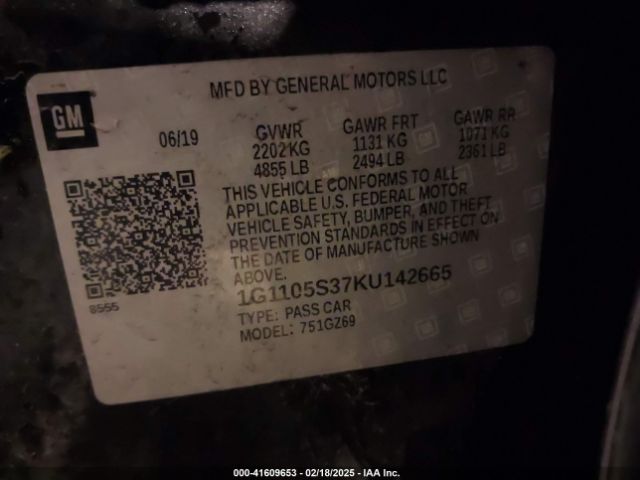 MFD BY GENERAL MOTORS LLC
GM
06/19
GVWR
2202 KG
4855 LB
GAWR FRT
1131 KG
2494 LB
GAWR RR
1071 KG
2361 LB
THIS VEHICLE CONFORMS TO ALL
APPLICABLE U.S. FEDERAL MOTOR
VEHICLE SAFETY, BUMPER, AND THEFT
PREVENTION STANDARDS IN EFFECT ON
THE DATE OF MANUFACTURE SHOWN
ABOVE.
1G1105S37KU142665
TYPE: PASS CAR
MODEL: 751GZ69
8555
000-41609653 - 02/18/2025 - IAA Inc.